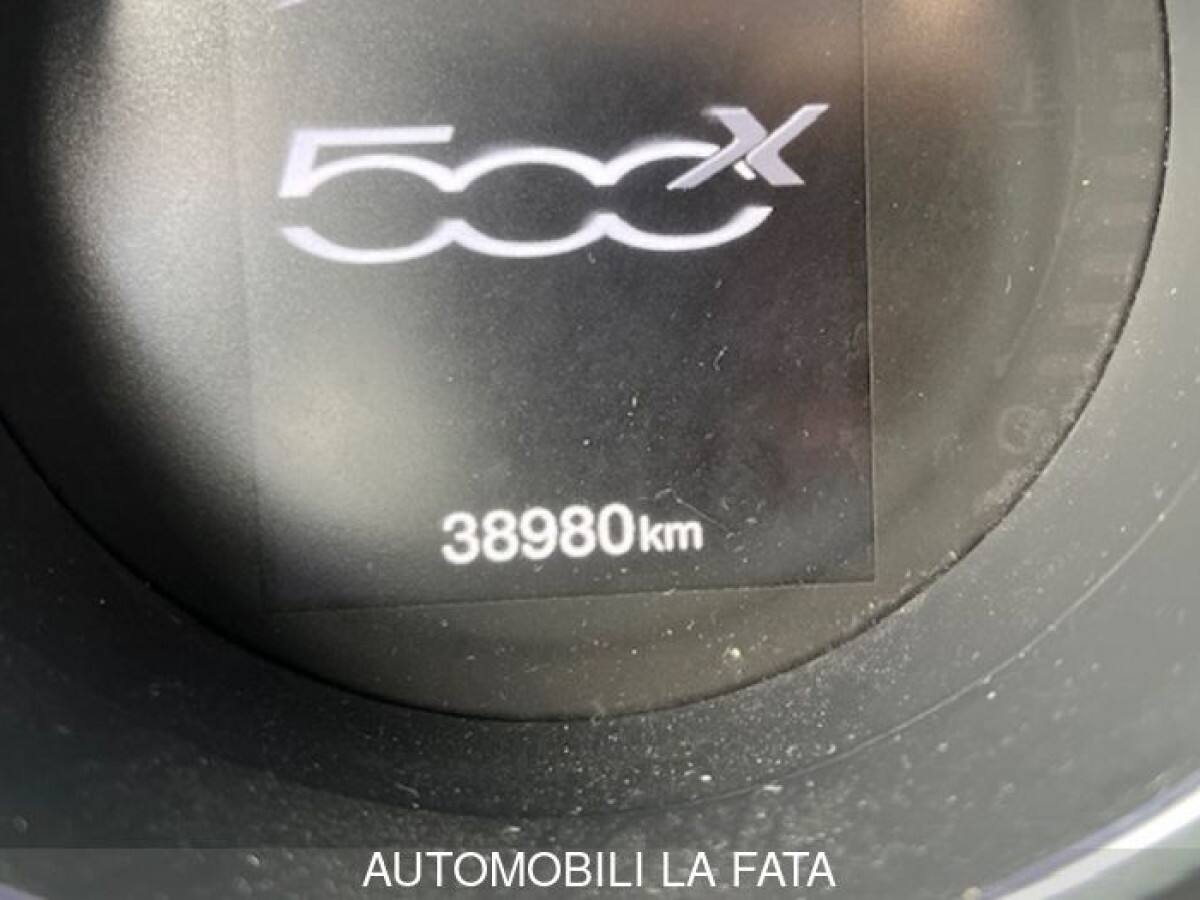 500X
38980km
AUTOMOBILI LA FATA